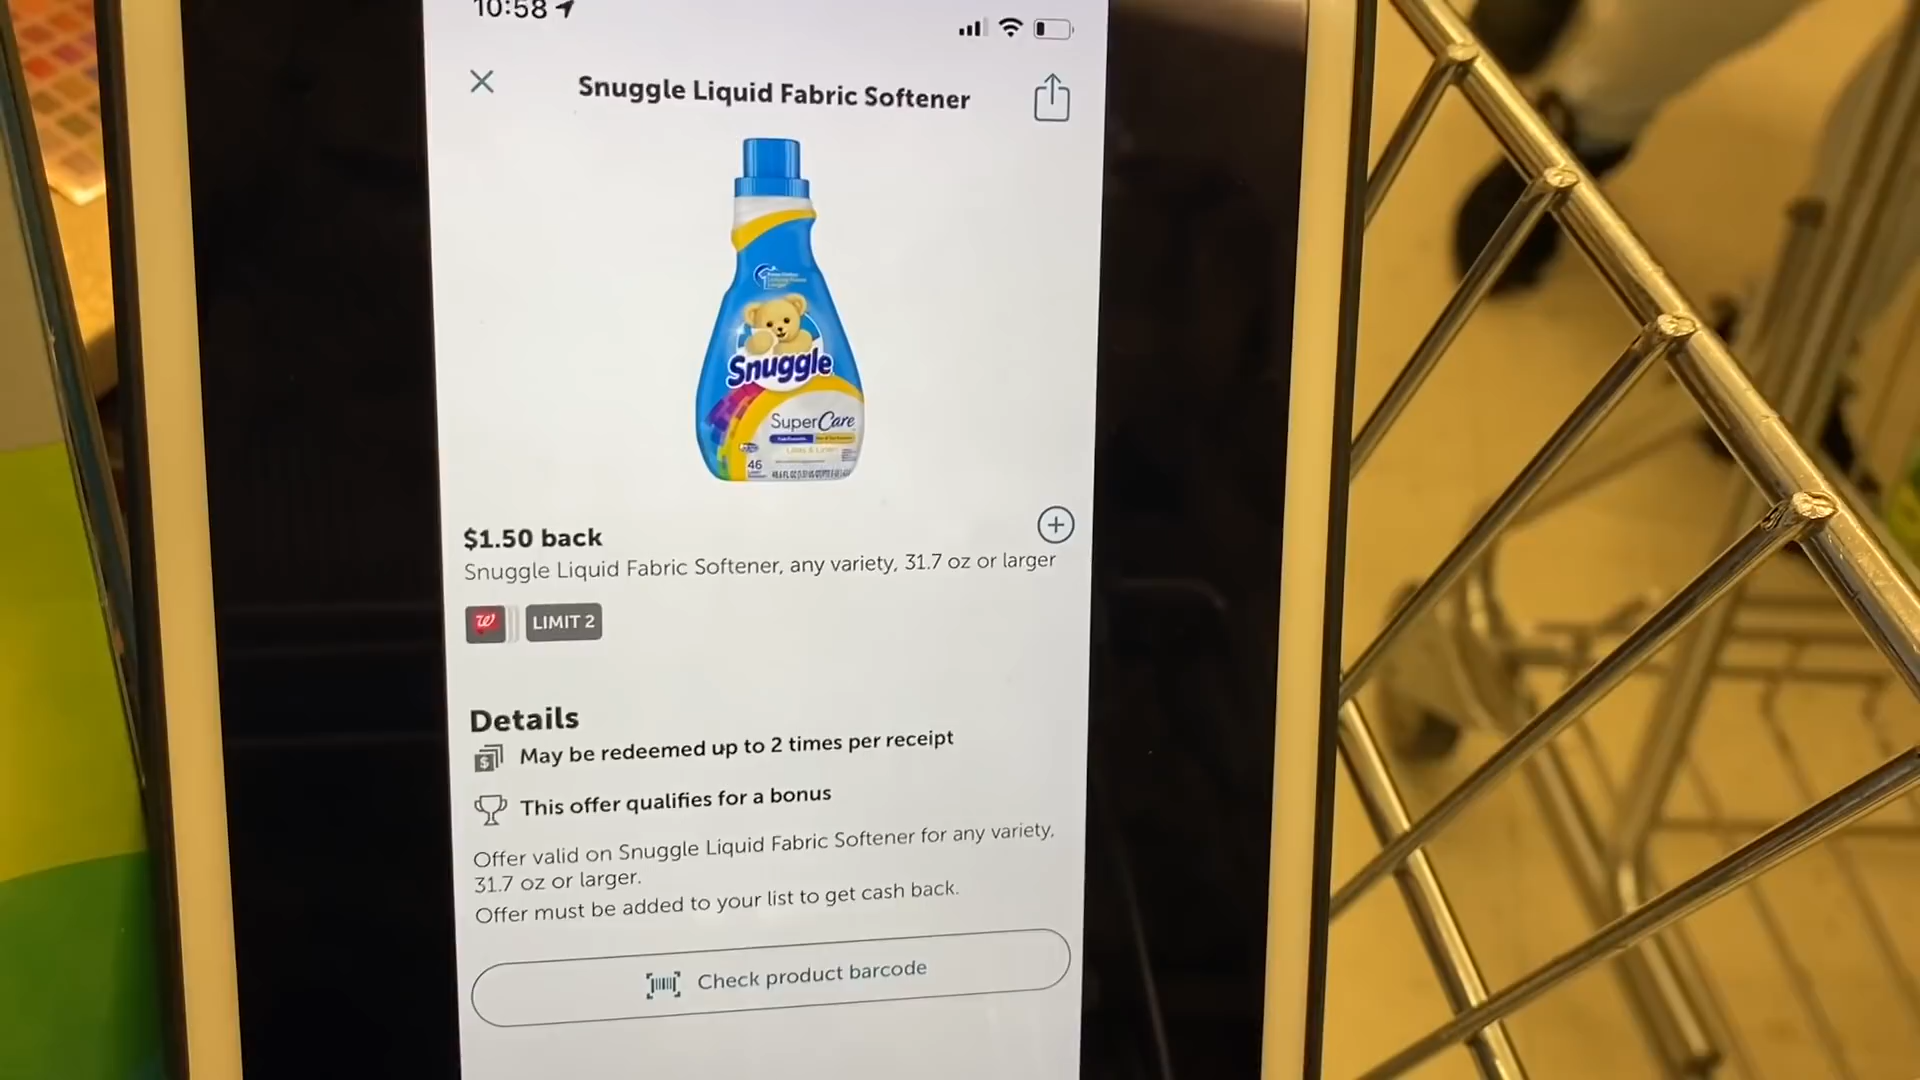 10:58
Snuggle Liquid Fabric Softener
Snuggle
SuperCare
46
$1.50 back
Snuggle Liquid Fabric Softener, any variety, 31.7 oz or larger
W
LIMIT 2
Details
$
May be redeemed up to 2 times per receipt
This offer qualifies for a bonus
Offer valid on Snuggle Liquid Fabric Softener for any variety,
31.7 oz or larger.
Offer must be added to your list to get cash back.
Check product barcode